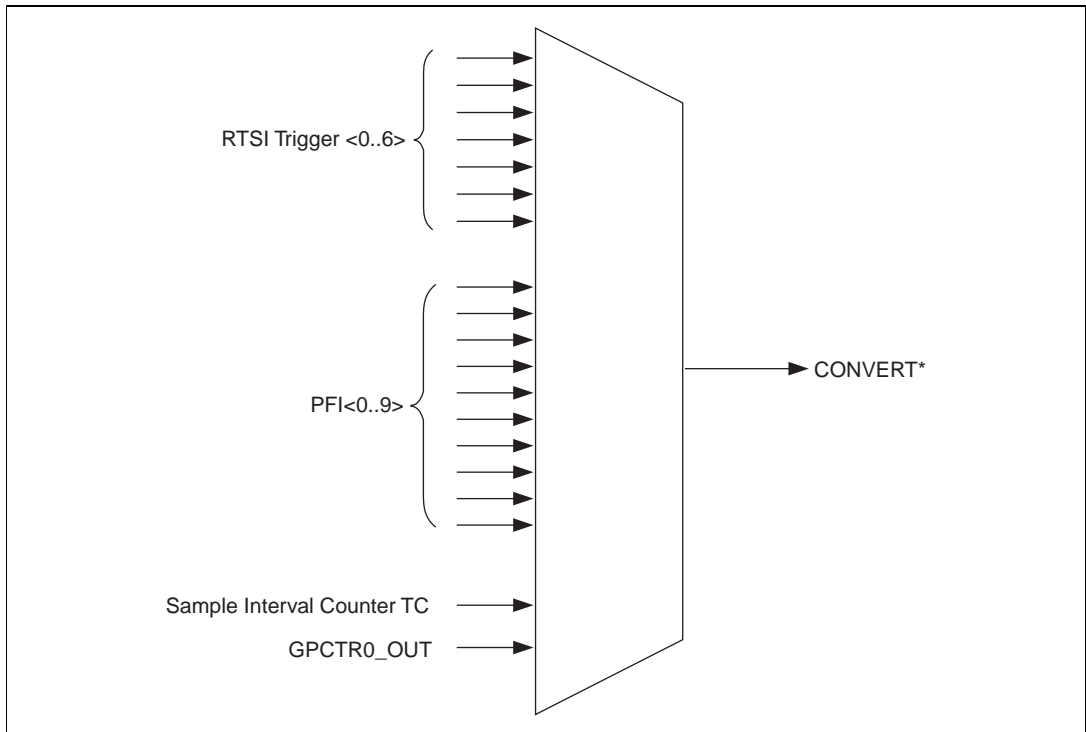 RTSI Trigger <0..6>
PFI<0..9>
CONVERT*
Sample Interval Counter TC
GPCTR0_OUT